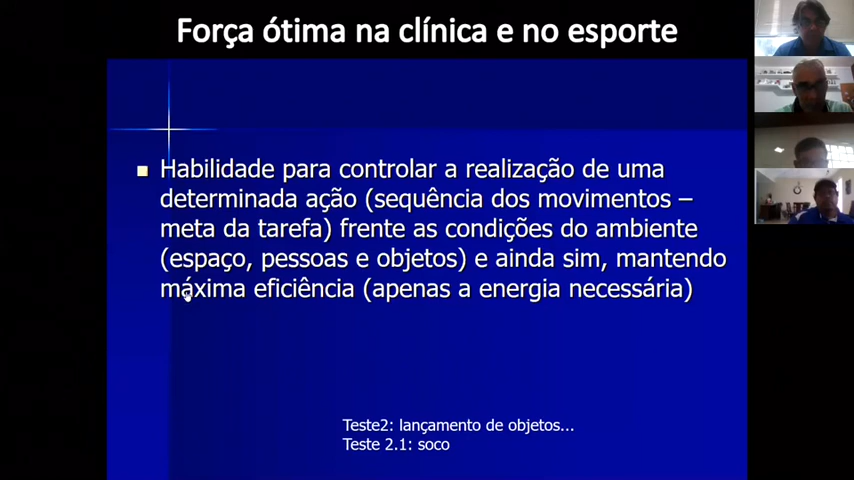 Força ótima na clínica e no esporte
Habilidade para controlar a realização de uma
determinada ação (sequência dos movimentos –
meta da tarefa) frente as condições do ambiente
(espaço, pessoas e objetos) e ainda sim, mantendo
máxima eficiência (apenas a energia necessária)
Teste2: lançamento de objetos...
Teste 2.1: soco